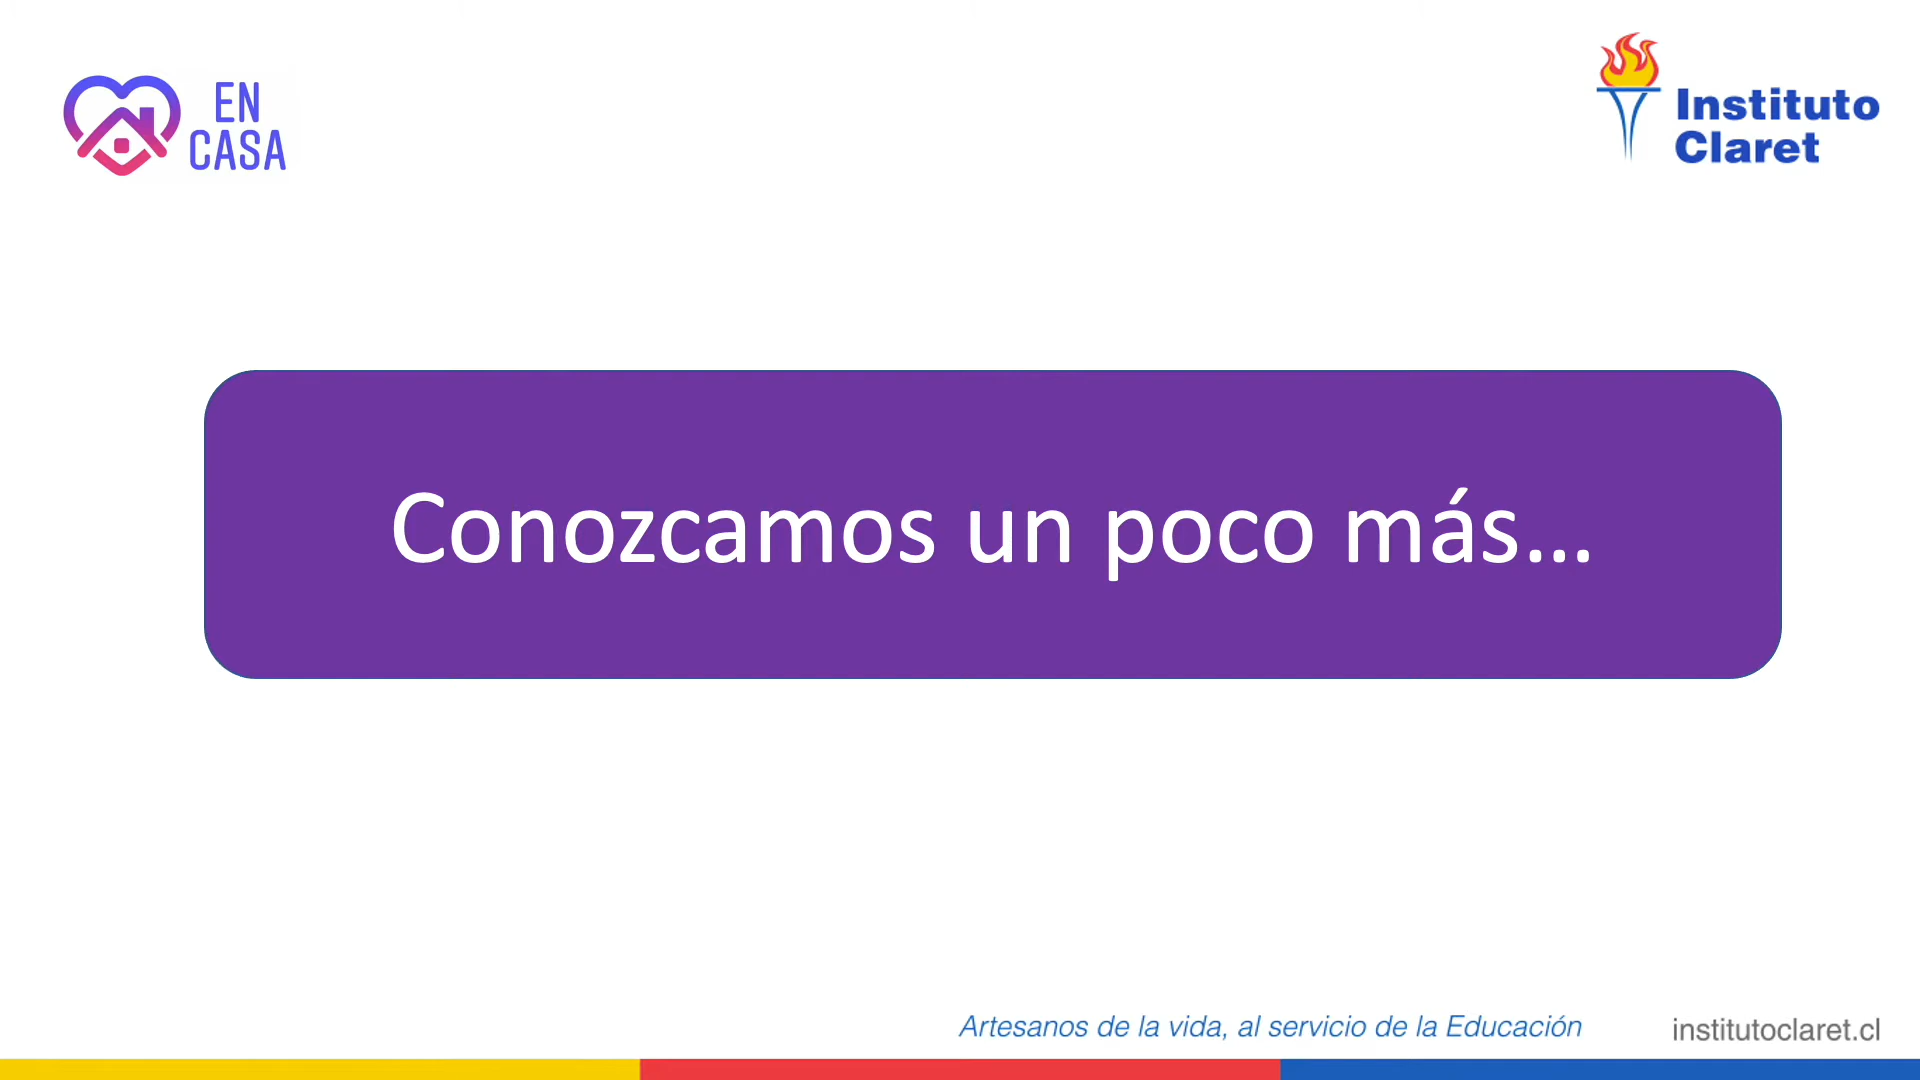 EN
CASA
Instituto
Claret
Conozcamos un poco más...
Artesanos de la vida, al servicio de la Educación
institutoclaret.cl